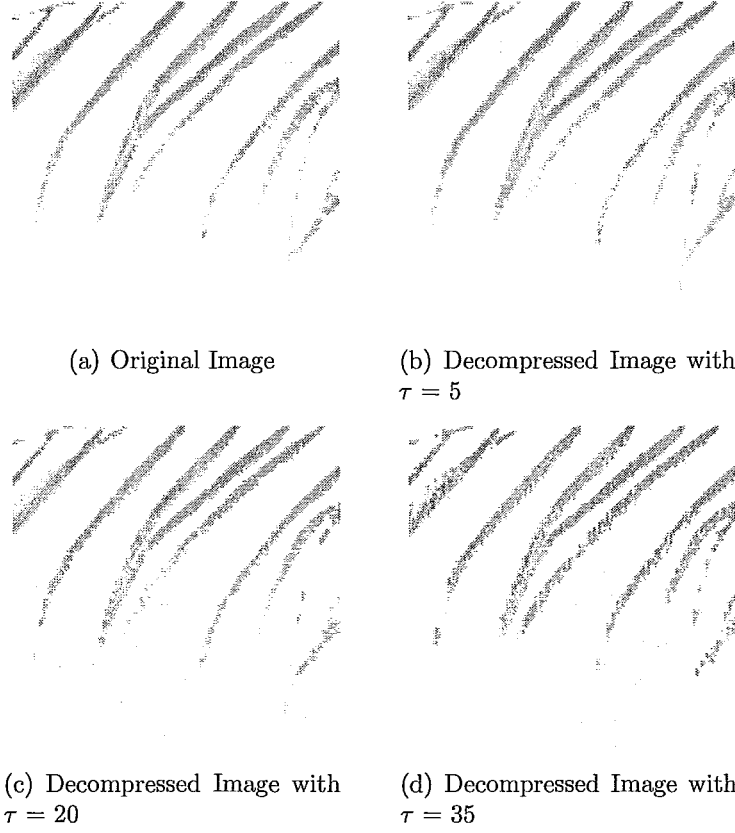 (a) Original Image
(b) Decompressed Image with
τ = 5
(c) Decompressed Image with
τ = 20
(d) Decompressed Image with
τ = 35